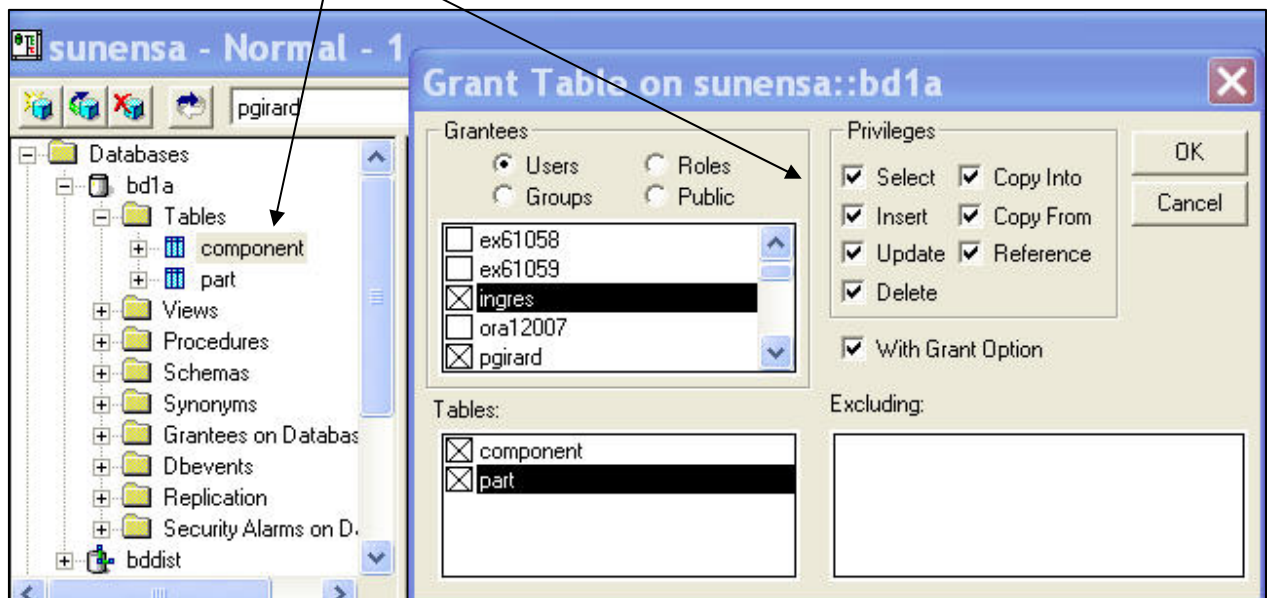 sunensa - Normal - 1
pgirard
Databases
bd1a
Tables
component
part
Views
Procedures
Schemas
Synonyms
Grantees on Databas
Dbevents
Replication
Security Alarms on D
bddist
Grant Table on sunensa::bd1a
Grantees
Users
Roles
Groups
Public
ex61058
ex61059
ingres
ora12007
pgirard
Privileges
Select
Copy Into
Insert
Copy From
Update
Reference
Delete
With Grant Option
OK
Cancel
Tables:
component
part
Excluding: